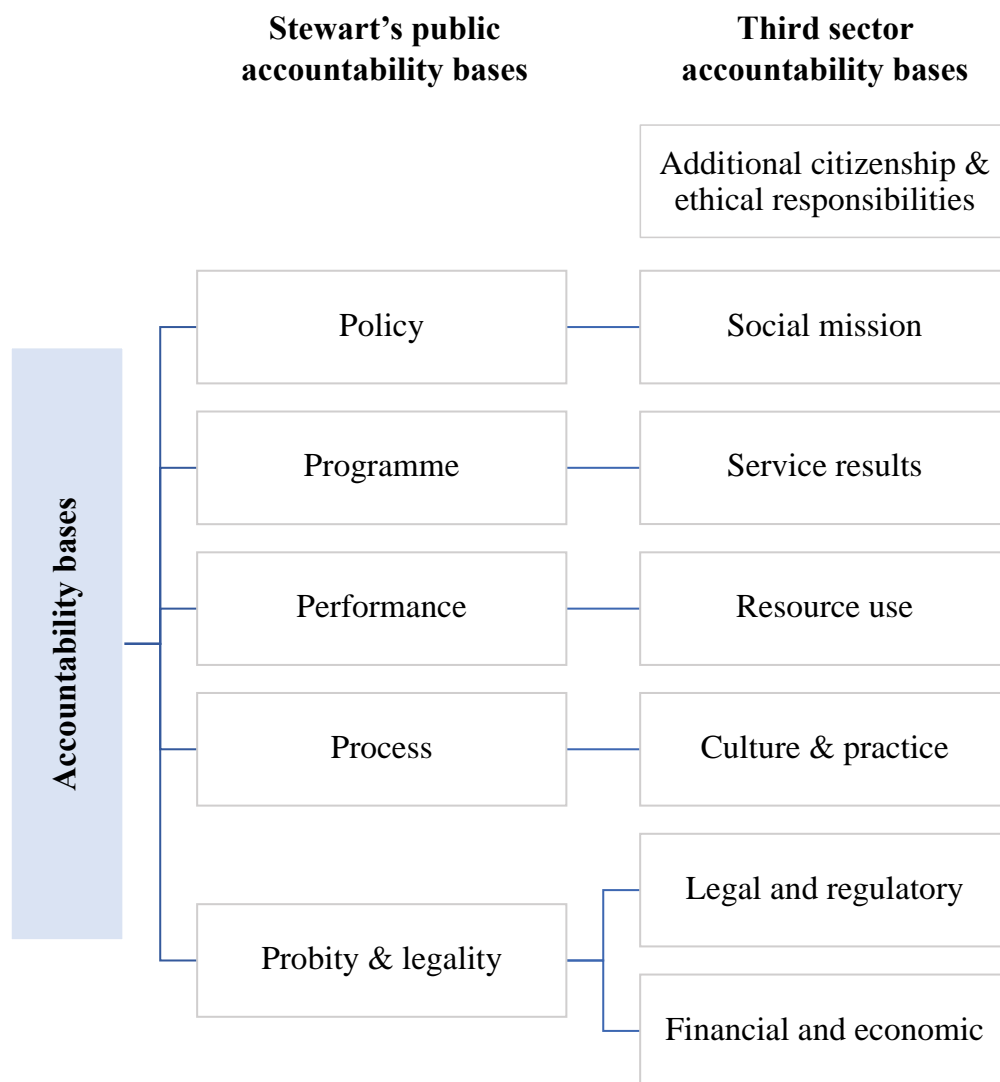 Stewart’s public
accountability bases
Third sector
accountability bases
Additional citizenship &
ethical responsibilities
Accountability bases
Policy
Social mission
Programme
Service results
Performance
Resource use
Process
Culture & practice
Probity & legality
Legal and regulatory
Financial and economic